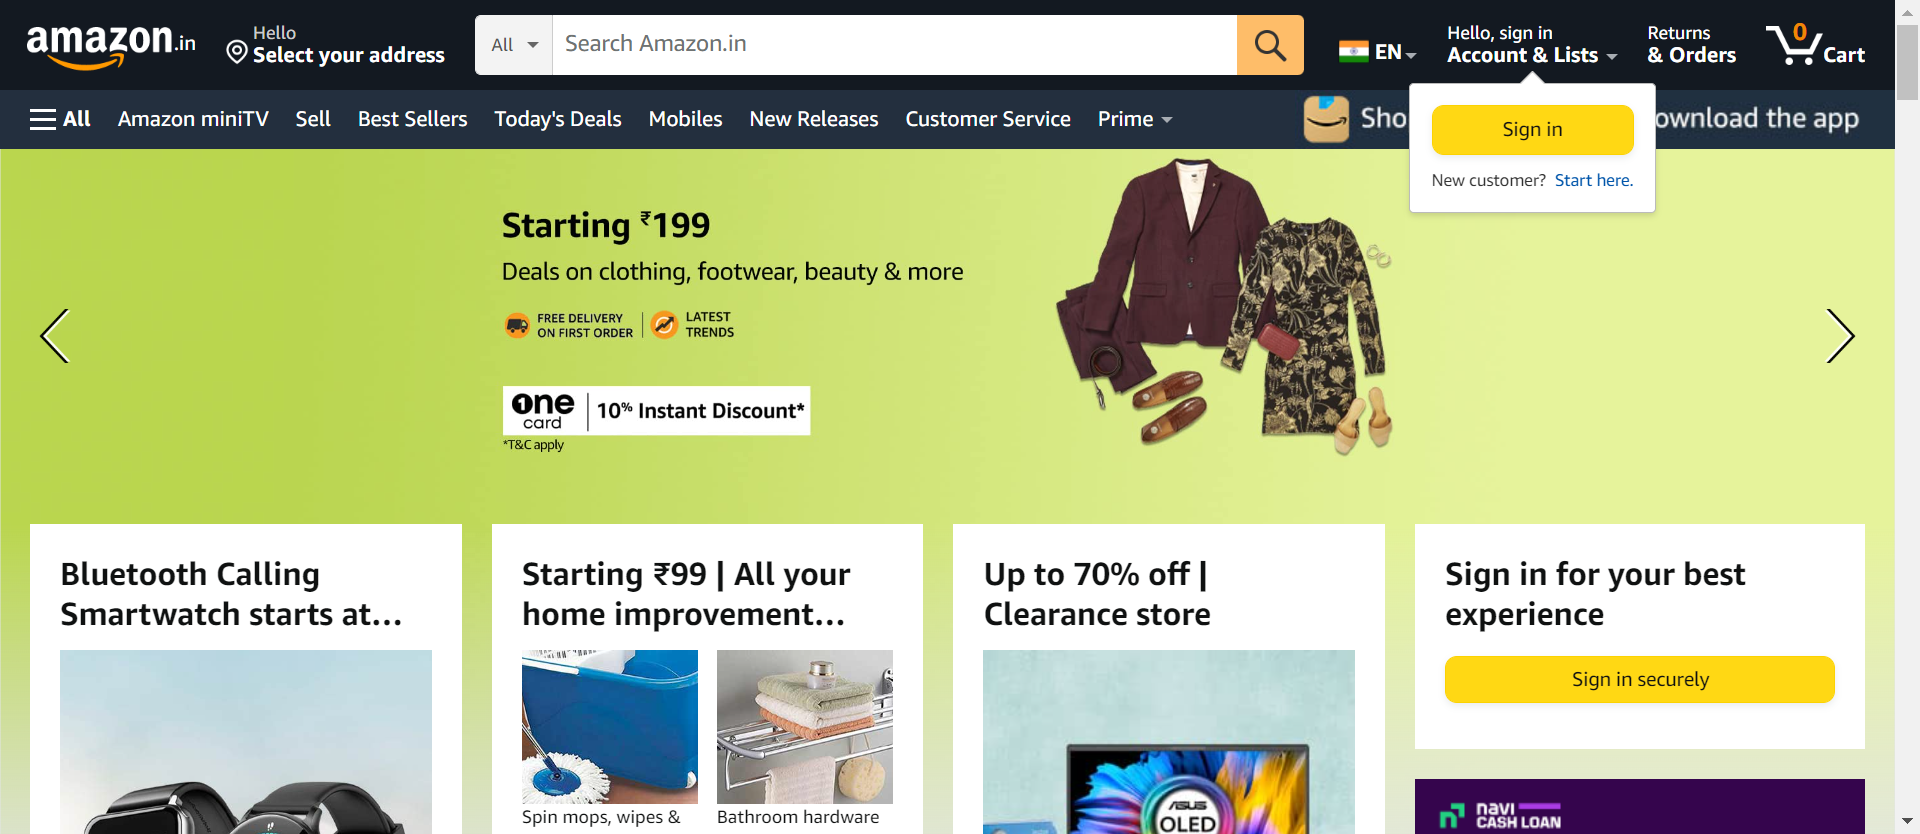 amazon.in
Hello
Select your address
All
Search Amazon.in
EN
Hello, sign in
Account & Lists
Returns
& Orders
0
Cart
All
Amazon miniTV
Sell
Best Sellers
Today's Deals
Mobiles
New Releases
Customer Service
Prime
Sho
ownload the app
Sign in
New customer? Start here.
Starting ₹199
Deals on clothing, footwear, beauty & more
FREE DELIVERY
ON FIRST ORDER
LATEST
TRENDS
one
card
10% Instant Discount*
*T&C apply
Bluetooth Calling
Smartwatch starts at...
Starting ₹99 | All your
home improvement...
Spin mops, wipes &
Bathroom hardware
Up to 70% off |
Clearance store
ASUS
OLED
Sign in for your best
experience
Sign in securely
navi
CASH LOAN